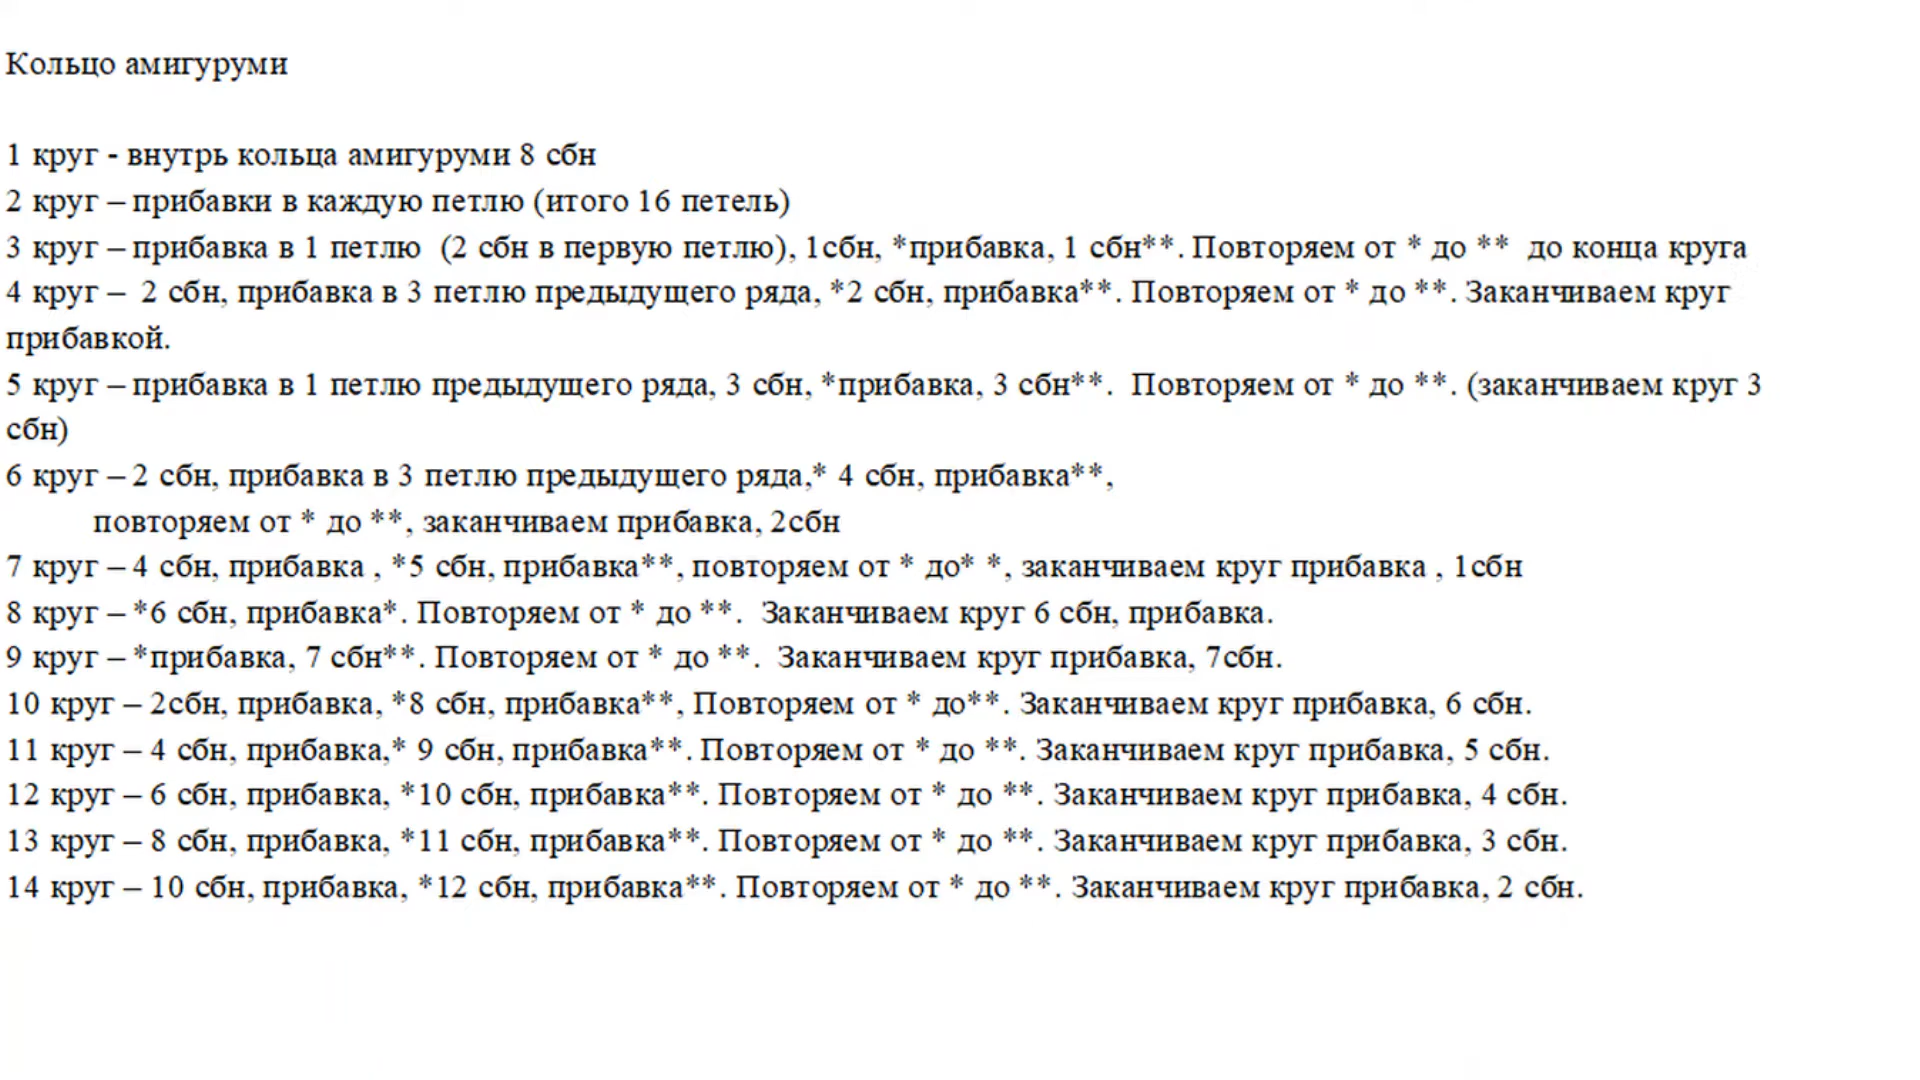 Кольцо амигуруми
1 круг - внутрь кольца амигуруми 8 сбн
2 круг – прибавки в каждую петлю (итого 16 петель)
3 круг – прибавка в 1 петлю (2 сбн в первую петлю), 1сбн, *прибавка, 1 сбн**. Повторяем от * до ** до конца круга
4 круг – 2 сбн, прибавка в 3 петлю предыдущего ряда, *2 сбн, прибавка**. Повторяем от * до **. Заканчиваем круг
прибавкой.
5 круг – прибавка в 1 петлю предыдущего ряда, 3 сбн, *прибавка, 3 сбн**. Повторяем от * до **. (заканчиваем круг 3
сбн)
6 круг – 2 сбн, прибавка в 3 петлю предыдущего ряда,* 4 сбн, прибавка**,
повторяем от * до **, заканчиваем прибавка, 2сбн
7 круг – 4 сбн, прибавка , *5 сбн, прибавка**, повторяем от * до* *, заканчиваем круг прибавка , 1сбн
8 круг – *6 сбн, прибавка*. Повторяем от * до **. Заканчиваем круг 6 сбн, прибавка.
9 круг – *прибавка, 7 сбн**. Повторяем от * до **. Заканчиваем круг прибавка, 7сбн.
10 круг – 2сбн, прибавка, *8 сбн, прибавка**, Повторяем от * до**. Заканчиваем круг прибавка, 6 сбн.
11 круг – 4 сбн, прибавка,* 9 сбн, прибавка**. Повторяем от * до **. Заканчиваем круг прибавка, 5 сбн.
12 круг – 6 сбн, прибавка, *10 сбн, прибавка**. Повторяем от * до **. Заканчиваем круг прибавка, 4 сбн.
13 круг – 8 сбн, прибавка, *11 сбн, прибавка**. Повторяем от * до **. Заканчиваем круг прибавка, 3 сбн.
14 круг – 10 сбн, прибавка, *12 сбн, прибавка**. Повторяем от * до **. Заканчиваем круг прибавка, 2 сбн.